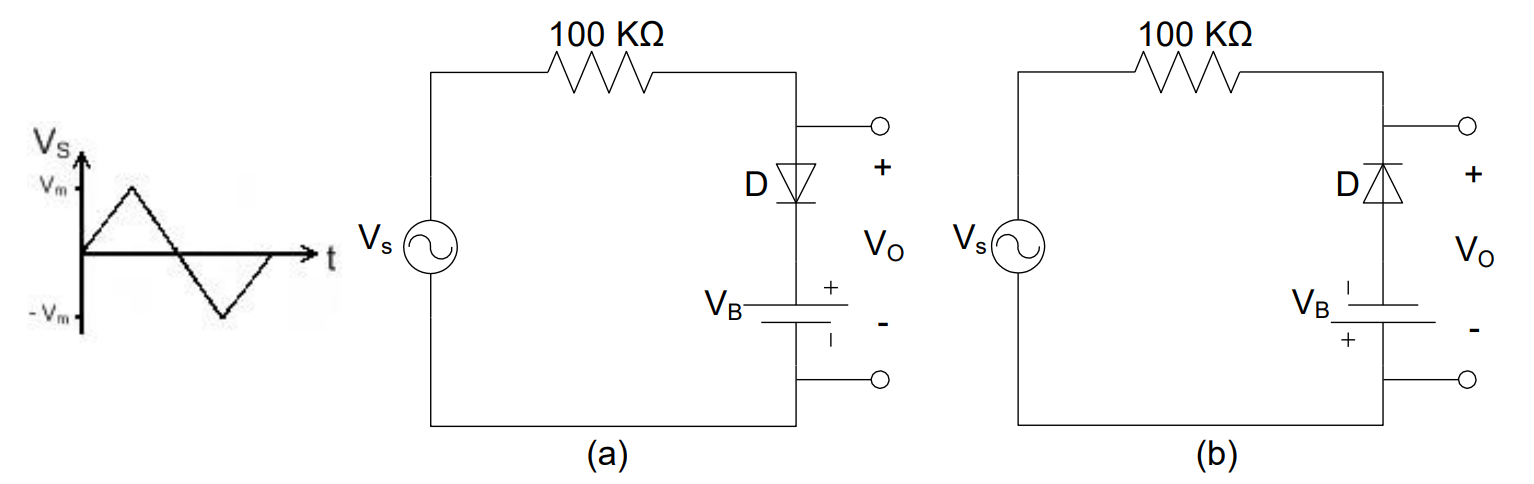 V_S
V_m
t
- V_m
100 KΩ
D
V_s
+
V_O
+
V_B
-
I
(a)
100 KΩ
D
V_s
+
V_O
I
V_B
-
+
(b)